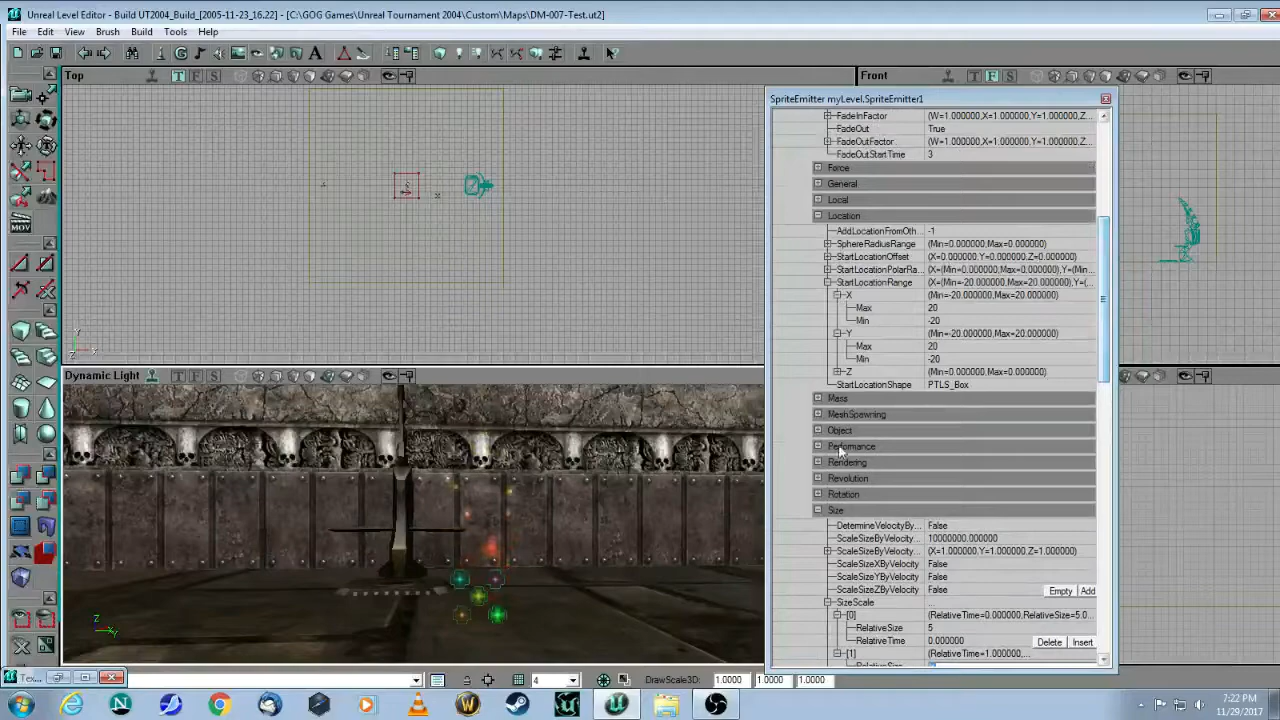 Unreal Level Editor - Build UT2004_Build_[2005-11-23_16.22] - [C:\GOG Games\Unreal Tournament 2004\Custom\Maps\DM-007-Test.ut2]
File Edit View Brush Build Tools Help
Top T F S
Front T F S
SpriteEmitter myLevel.SpriteEmitter1
FadeInFactor (W=1.000000,X=1.000000,Y=1.000000,Z...
FadeOut True
FadeOutFactor (W=1.000000,X=1.000000,Y=1.000000,Z...
FadeOutStartTime 3
Force
General
Local
Location
AddLocationFromOth... -1
SphereRadiusRange (Min=0.000000,Max=0.000000)
StartLocationOffset (X=0.000000,Y=0.000000,Z=0.000000)
StartLocationPolarRa... (X=(Min=0.000000,Max=0.000000),Y=(Min...
StartLocationRange (X=(Min=-20.000000,Max=20.000000),Y=(...
X (Min=-20.000000,Max=20.000000)
Max 20
Min -20
Y (Min=-20.000000,Max=20.000000)
Max 20
Min -20
Z (Min=0.000000,Max=0.000000)
StartLocationShape PTLS_Box
Mass
MeshSpawning
Object
Performance
Rendering
Revolution
Rotation
Size
DetermineVelocityBy... False
ScaleSizeByVelocity... 10000000.000000
ScaleSizeByVelocity... (X=1.000000,Y=1.000000,Z=1.000000)
ScaleSizeXByVelocity False
ScaleSizeYByVelocity False
ScaleSizeZByVelocity False Empty Add
SizeScale ...
[0] (RelativeTime=0.000000,RelativeSize=5.0...
RelativeSize 5
RelativeTime 0.000000 Delete Insert
[1] (RelativeTime=1.000000,...
MOV
Dynamic Light T F S
Z
Y
Tex...
4
DrawScale3D: 1.0000 1.0000 1.0000
7:22 PM
11/29/2017